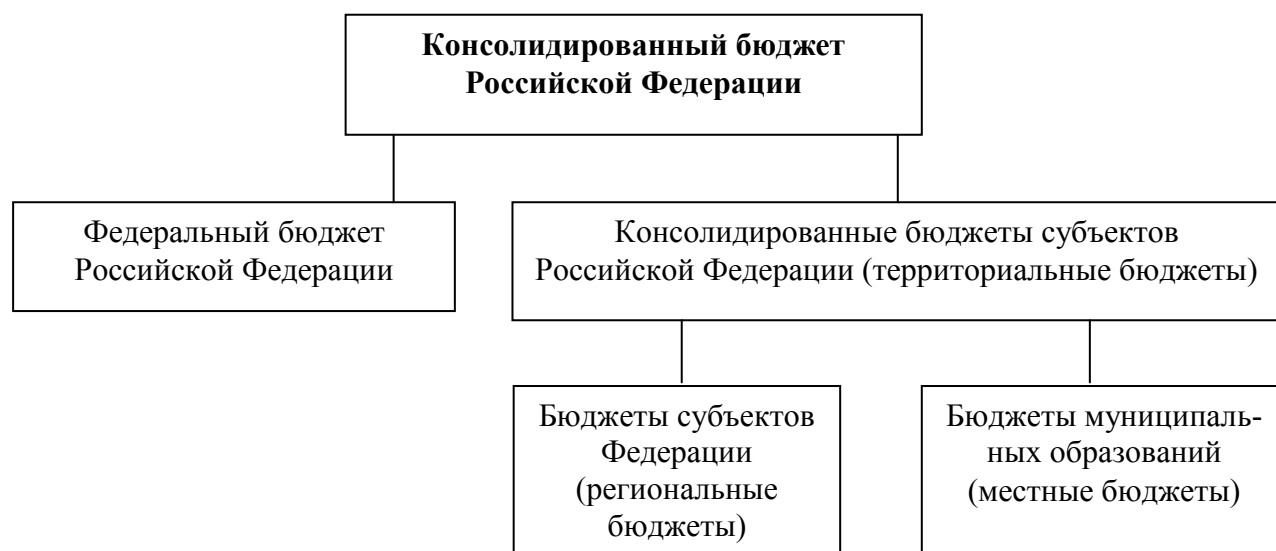 Консолидированный бюджет
Российской Федерации
Федеральный бюджет
Российской Федерации
Консолидированные бюджеты субъектов
Российской Федерации (территориальные бюджеты)
Бюджеты субъектов
Федерации
(региональные
бюджеты)
Бюджеты муниципаль-
ных образований
(местные бюджеты)